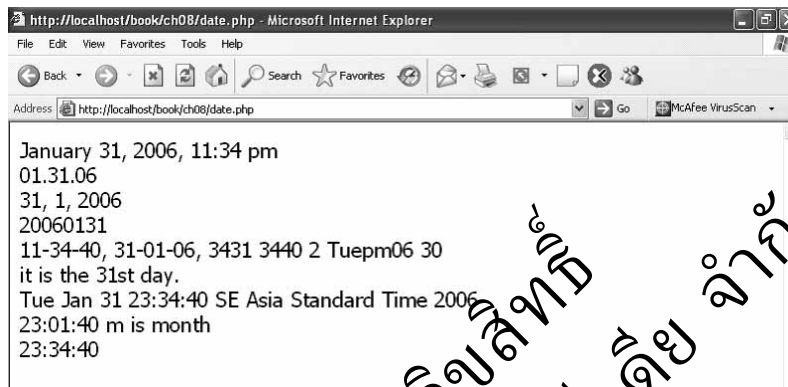 http://localhost/book/ch08/date.php - Microsoft Internet Explorer
File Edit View Favorites Tools Help
Back Search Favorites
Address http://localhost/book/ch08/date.php Go McAfee VirusScan
January 31, 2006, 11:34 pm
01.31.06
31, 1, 2006
20060131
11-34-40, 31-01-06, 3431 3440 2 Tuepm06 30
it is the 31st day.
Tue Jan 31 23:34:40 SE Asia Standard Time 2006
23:01:40 m is month
23:34:40